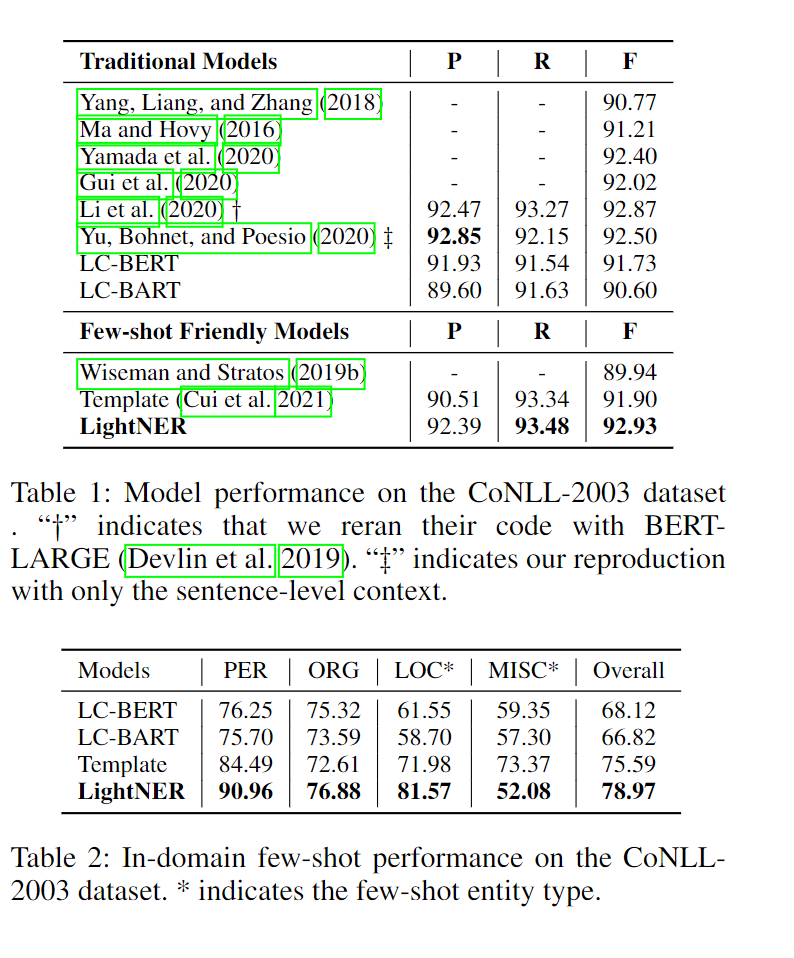 Traditional Models | P | R | F
Yang, Liang, and Zhang (2018) | - | - | 90.77
Ma and Hovy (2016) | - | - | 91.21
Yamada et al. (2020) | - | - | 92.40
Gui et al. (2020) | - | - | 92.02
Li et al. (2020) † | 92.47 | 93.27 | 92.87
Yu, Bohnet, and Poesio (2020) ‡ | 92.85 | 92.15 | 92.50
LC-BERT | 91.93 | 91.54 | 91.73
LC-BART | 89.60 | 91.63 | 90.60
Few-shot Friendly Models | P | R | F
Wiseman and Stratos (2019b) | - | - | 89.94
Template (Cui et al. 2021) | 90.51 | 93.34 | 91.90
LightNER | 92.39 | 93.48 | 92.93
Table 1: Model performance on the CoNLL-2003 dataset
. “†” indicates that we reran their code with BERT-
LARGE (Devlin et al. 2019). “‡” indicates our reproduction
with only the sentence-level context.
Models | PER | ORG | LOC* | MISC* | Overall
LC-BERT | 76.25 | 75.32 | 61.55 | 59.35 | 68.12
LC-BART | 75.70 | 73.59 | 58.70 | 57.30 | 66.82
Template | 84.49 | 72.61 | 71.98 | 73.37 | 75.59
LightNER | 90.96 | 76.88 | 81.57 | 52.08 | 78.97
Table 2: In-domain few-shot performance on the CoNLL-
2003 dataset. * indicates the few-shot entity type.